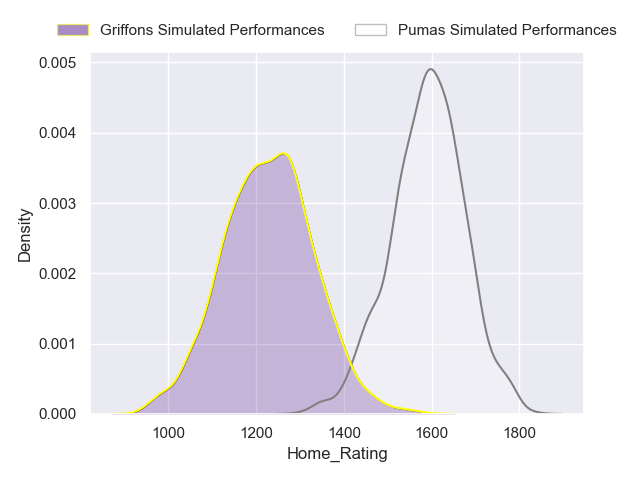 Griffons Simulated Performances
Pumas Simulated Performances
0.005
0.004
0.003
0.002
0.001
0.000
Density
1000 1200 1400 1600 1800
Home_Rating